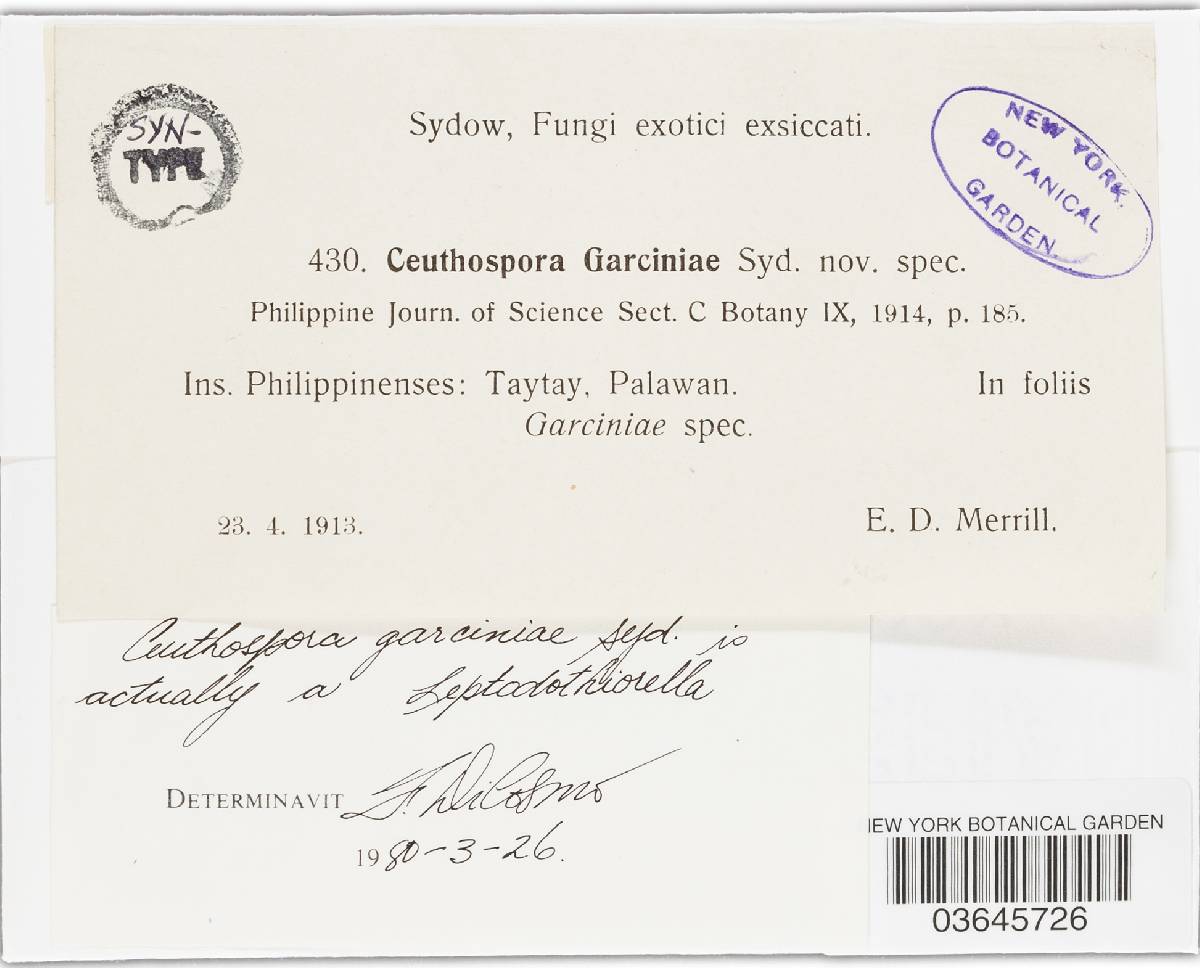 SYN-
TYPE
Sydow, Fungi exotici exsiccati.
NEW YORK
BOTANICAL
GARDEN
430. Ceuthospora Garciniae Syd. nov. spec.
Philippine Journ. of Science Sect. C Botany IX, 1914, p. 185.
Ins. Philippinenses: Taytay, Palawan. In foliis
Garciniae spec.
23. 4. 1913. E. D. Merrill.
Ceuthospora garciniae Syd. is
actually a Leptodothiorella
DETERMINAVIT F. DiCosmo
1980-3-26.
NEW YORK BOTANICAL GARDEN
03645726